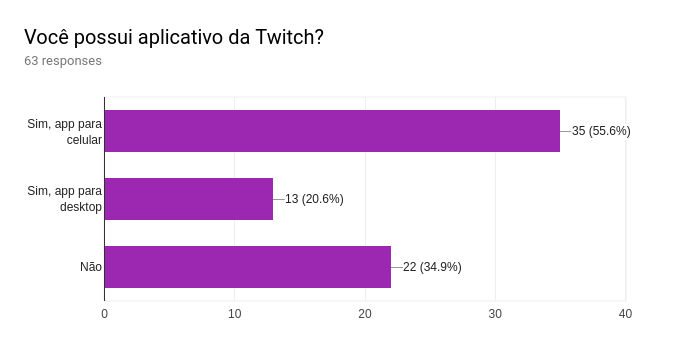 Você possui aplicativo da Twitch?
63 responses
Sim, app para
celular
35 (55.6%)
Sim, app para
desktop
13 (20.6%)
Não
22 (34.9%)
0 10 20 30 40